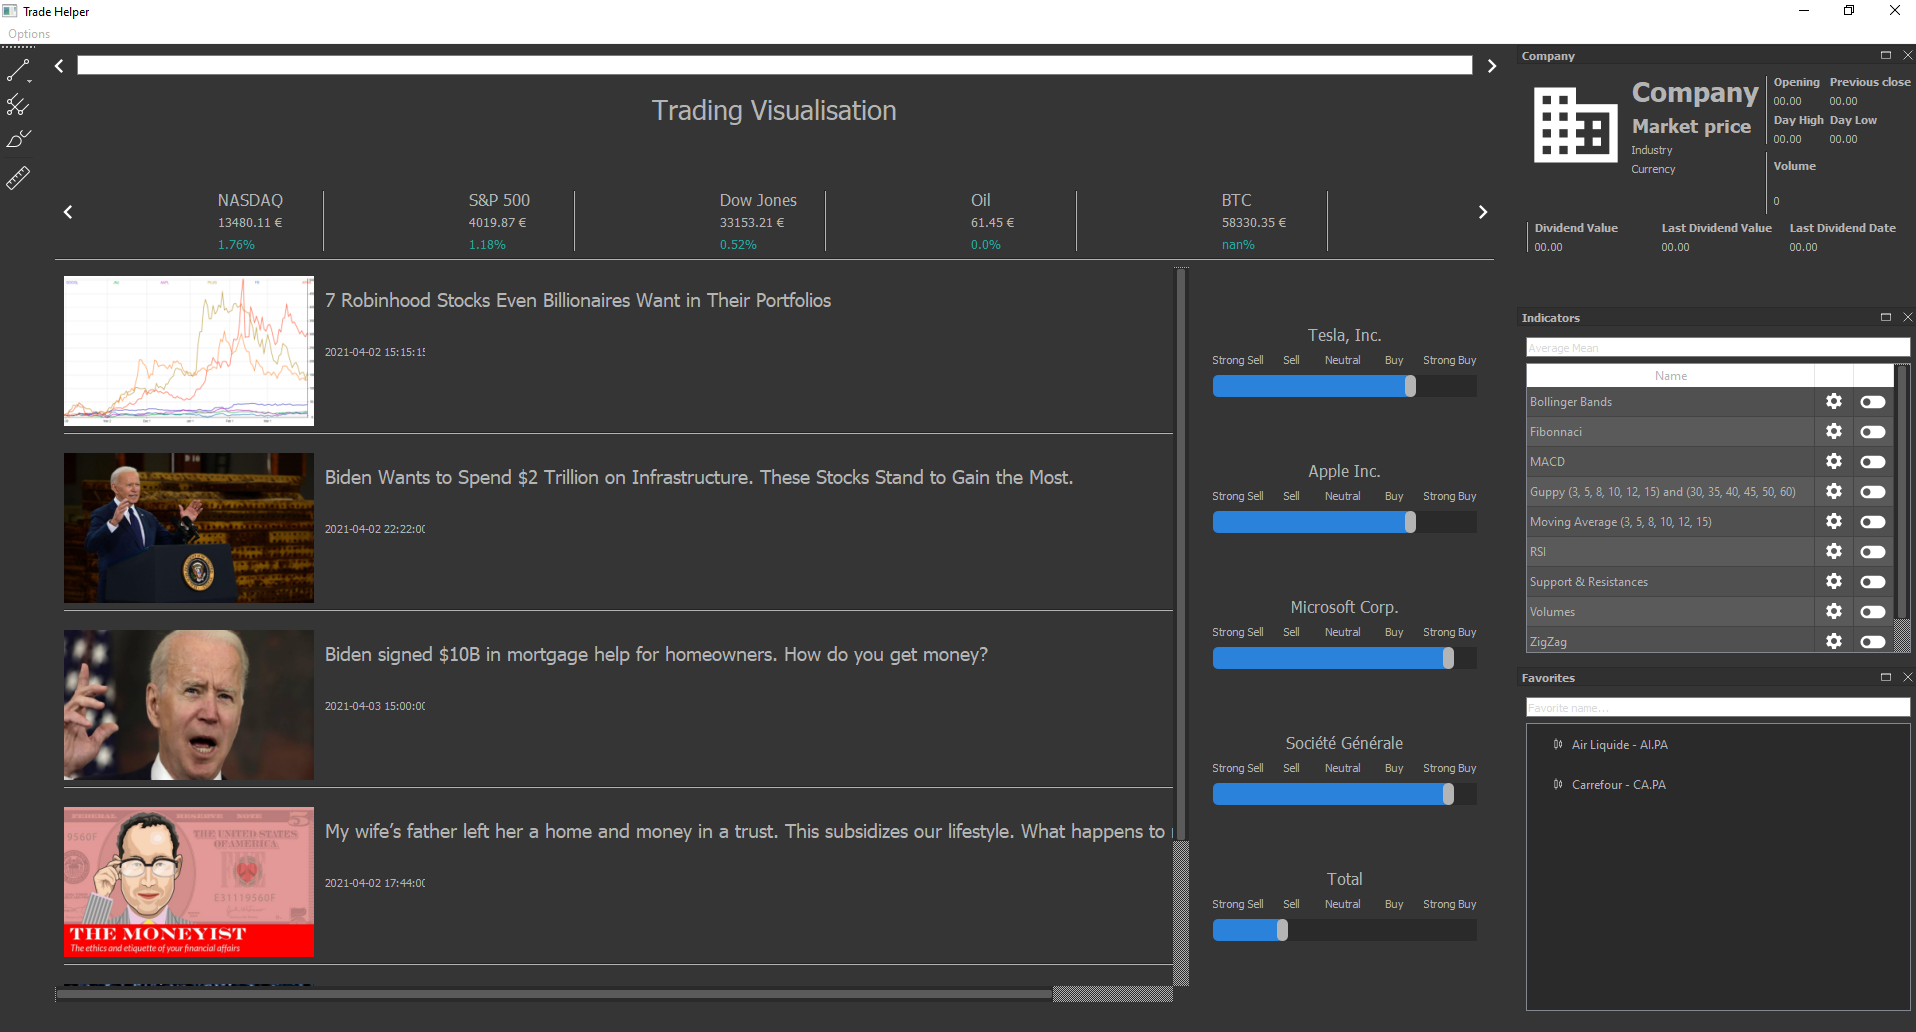 Trade Helper
Options
Trading Visualisation
NASDAQ
13480.11 €
1.76%
S&P 500
4019.87 €
1.18%
Dow Jones
33153.21 €
0.52%
Oil
61.45 €
0.0%
BTC
58330.35 €
nan%
7 Robinhood Stocks Even Billionaires Want in Their Portfolios
2021-04-02 15:15:15
Biden Wants to Spend $2 Trillion on Infrastructure. These Stocks Stand to Gain the Most.
2021-04-02 22:22:00
Biden signed $10B in mortgage help for homeowners. How do you get money?
2021-04-03 15:00:00
THE UNITED STATES
OF AMERICA
E31119560F
THE MONEYIST
The ethics and etiquette of your financial affairs
My wife’s father left her a home and money in a trust. This subsidizes our lifestyle. What happens to
2021-04-02 17:44:00
Tesla, Inc.
Strong Sell Sell Neutral Buy Strong Buy
Apple Inc.
Strong Sell Sell Neutral Buy Strong Buy
Microsoft Corp.
Strong Sell Sell Neutral Buy Strong Buy
Société Générale
Strong Sell Sell Neutral Buy Strong Buy
Total
Strong Sell Sell Neutral Buy Strong Buy
Company
Company
Market price
Industry
Currency
Opening Previous close
00.00 00.00
Day High Day Low
00.00 00.00
Volume
0
Dividend Value Last Dividend Value Last Dividend Date
00.00 00.00 00.00
Indicators
Average Mean
Name
Bollinger Bands
Fibonnaci
MACD
Guppy (3, 5, 8, 10, 12, 15) and (30, 35, 40, 45, 50, 60)
Moving Average (3, 5, 8, 10, 12, 15)
RSI
Support & Resistances
Volumes
ZigZag
Favorites
Favorite name...
Air Liquide - AI.PA
Carrefour - CA.PA